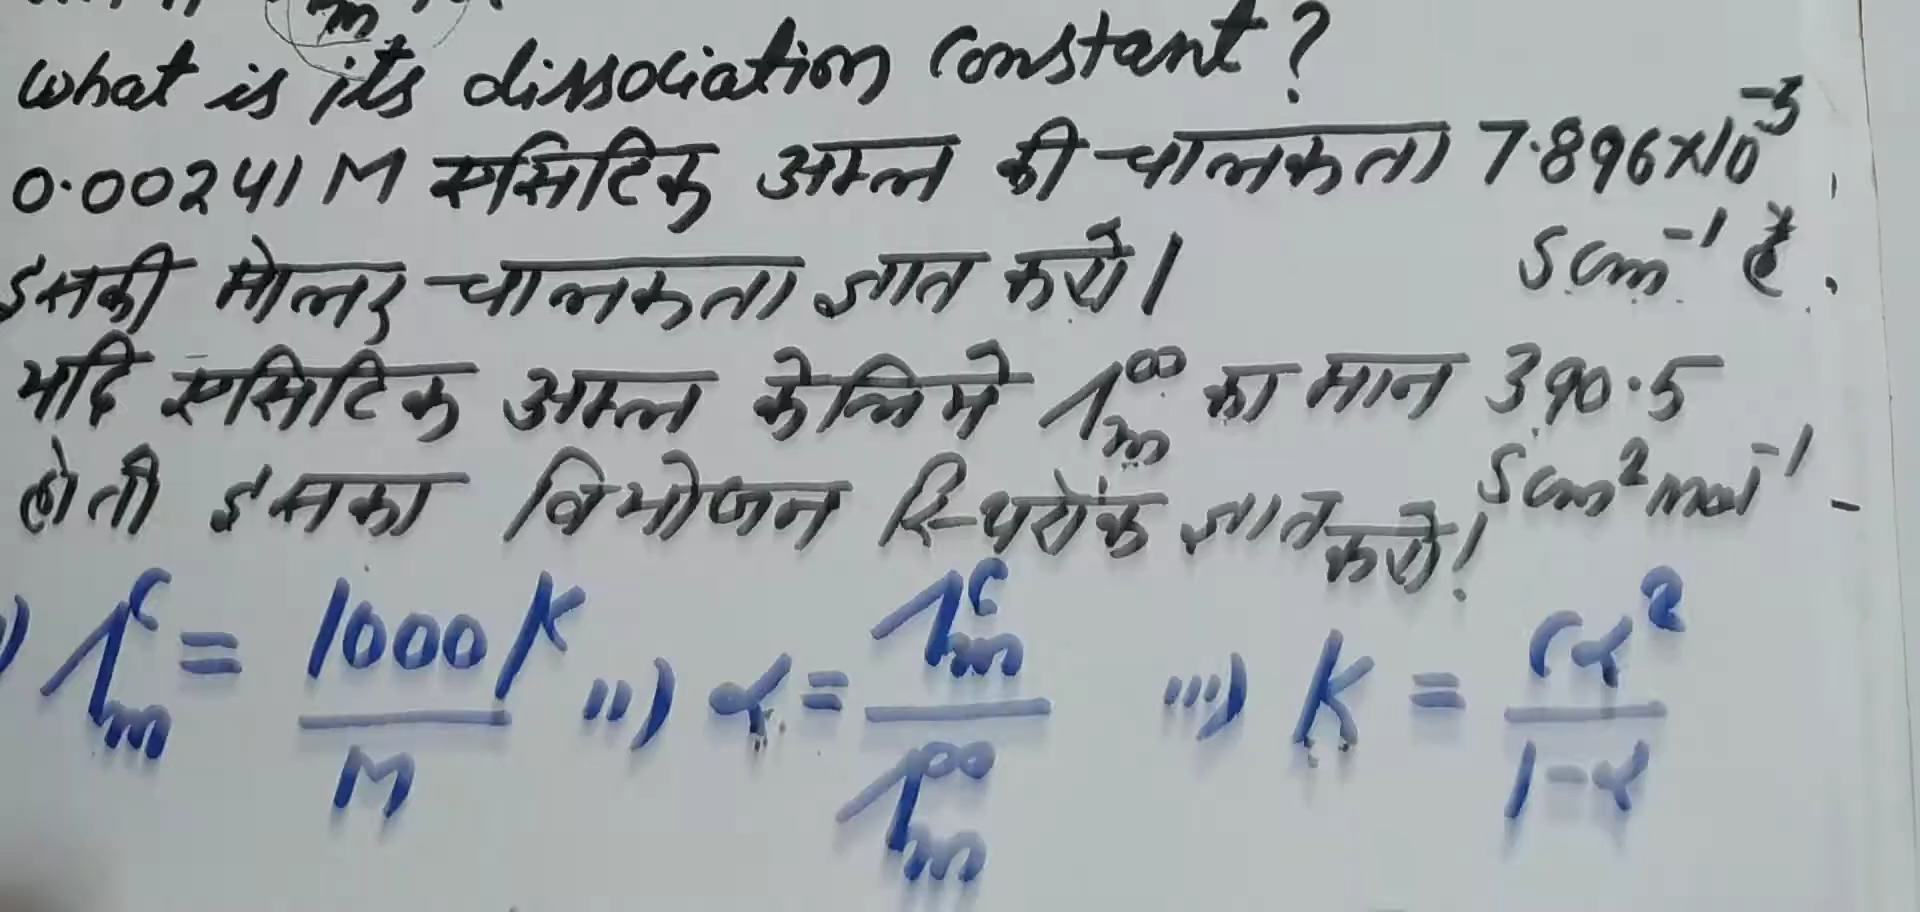 What is its dissociation constant?
0.00241 M एसिटिक अम्ल की चालकता 7.896×10⁻⁵
S cm⁻¹ है.
इसकी मोलर चालकता ज्ञात करो।
यदि एसिटिक अम्ल के लिये Λ∞m का मान 390.5
S cm² mol⁻¹ -
हो तो इसका वियोजन स्थिरांक ज्ञात करो!
) Λᶜm = 1000 K / M ii) α = Λᶜm / Λ∞m iii) K = Cα² / 1-α